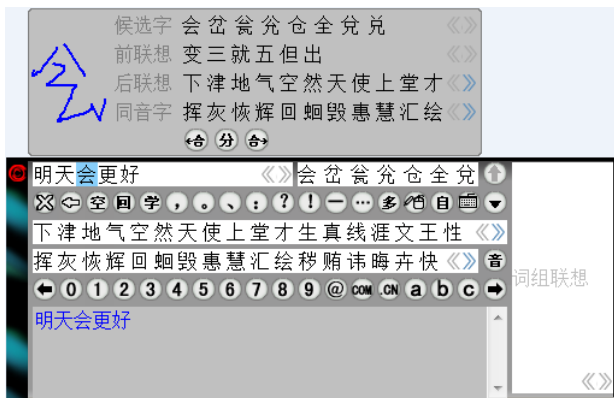 会
候选字 会岔瓮兊仓全兌兑 《》
前联想 变三就五但出 《》
后联想 下津地气空然天使上堂才 《》
同音字 挥灰恢辉回蛔毁惠慧汇绘 《》
合 分 合
明天会更好 《》 会岔瓮兊仓全兌
空 回 学 , 。 、 : ? ! 一 … 多 自
下津地气空然天使上堂才生真线涯文王性 《》
挥灰恢辉回蛔毁惠慧汇绘秽贿讳晦卉快 《》 音
0 1 2 3 4 5 6 7 8 9 @ COM .CN a b c
词组联想
明天会更好
《》